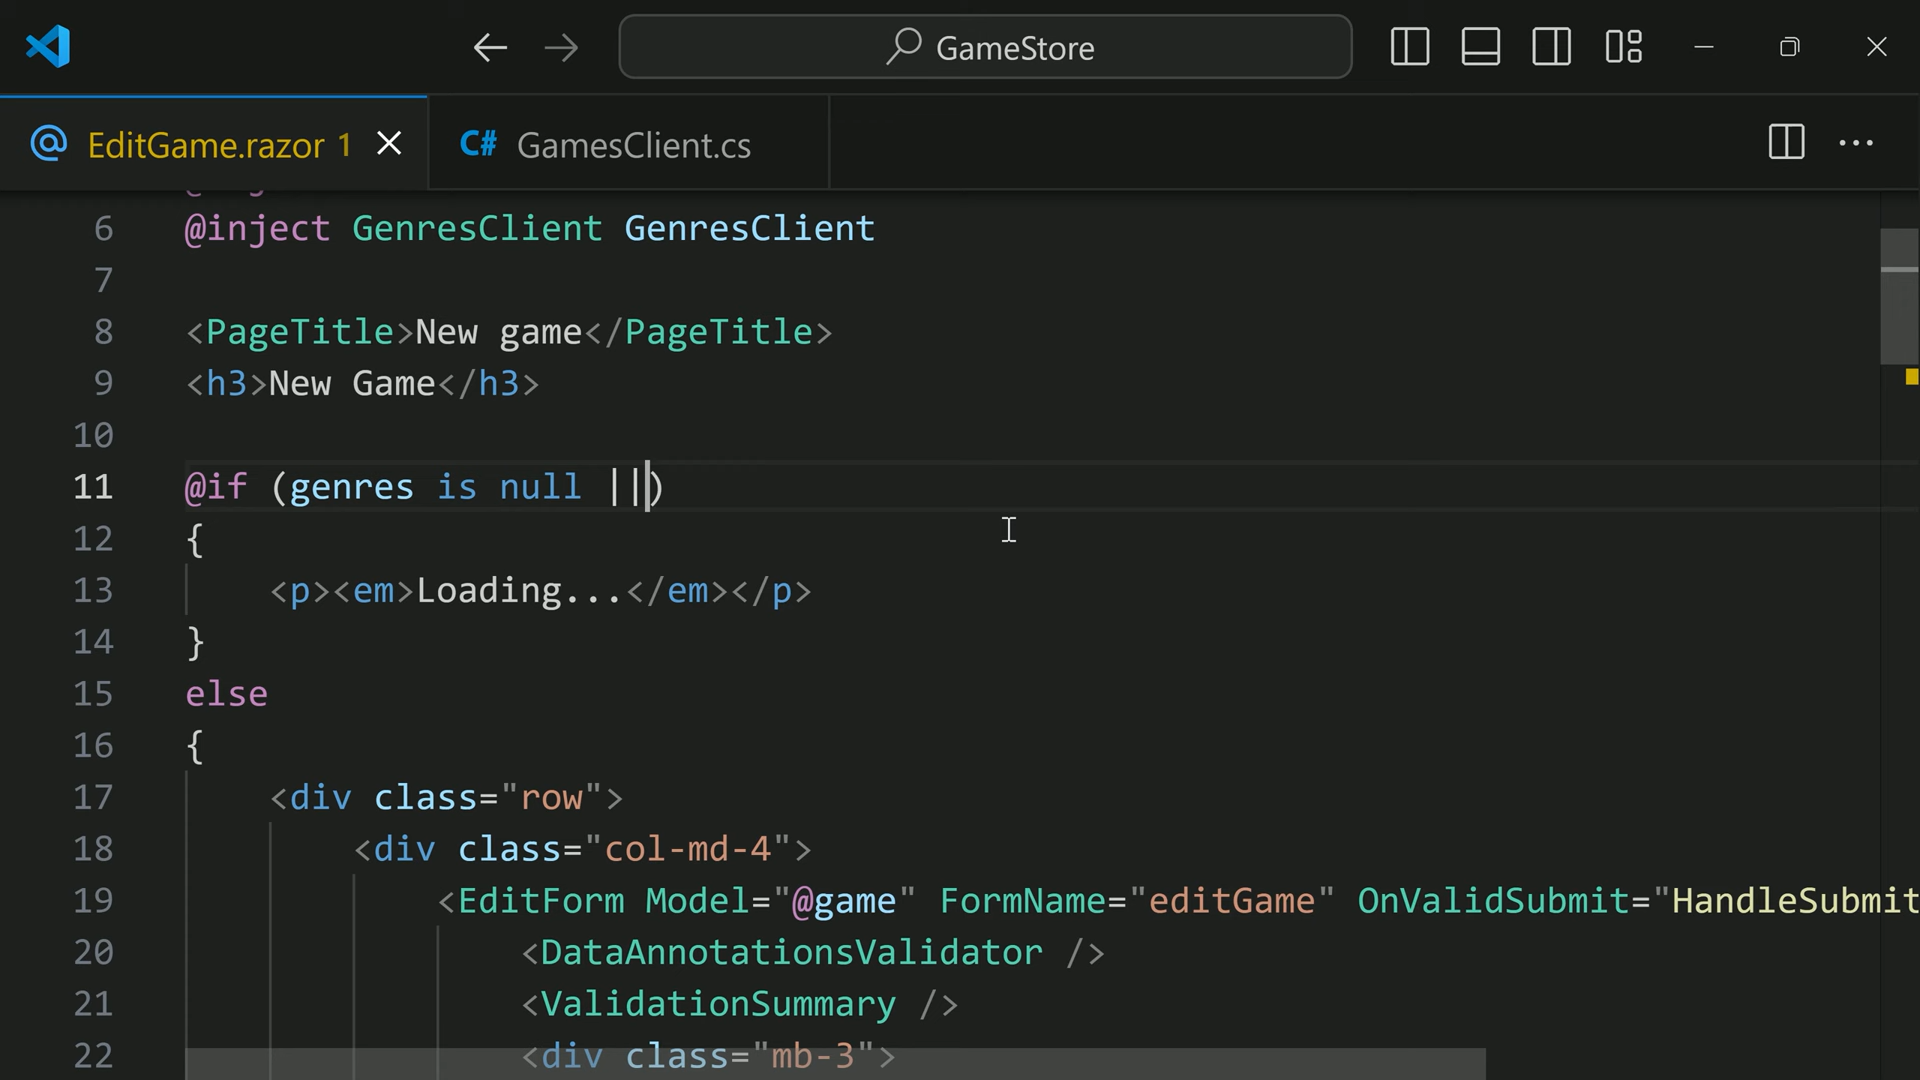 GameStore
EditGame.razor 1
C# GamesClient.cs
6 @inject GenresClient GenresClient
7
8 <PageTitle>New game</PageTitle>
9 <h3>New Game</h3>
10
11 @if (genres is null ||)
12 {
13 <p><em>Loading...</em></p>
14 }
15 else
16 {
17 <div class="row">
18 <div class="col-md-4">
19 <EditForm Model="@game" FormName="editGame" OnValidSubmit="HandleSubmit
20 <DataAnnotationsValidator />
21 <ValidationSummary />
22 <div class="mb-3">